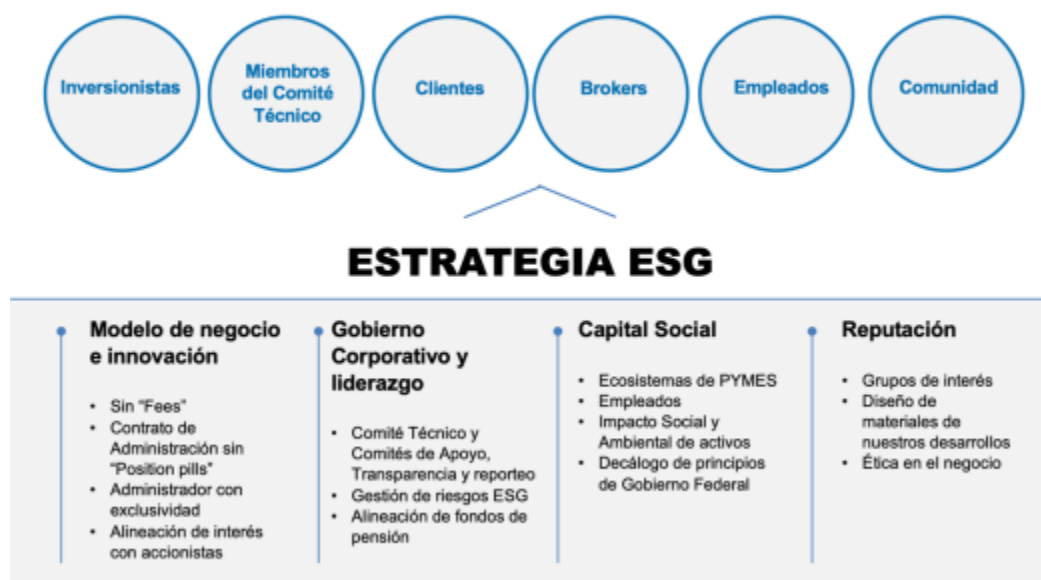 Inversionistas
Miembros
del Comité
Técnico
Clientes
Brokers
Empleados
Comunidad
ESTRATEGIA ESG
Modelo de negocio
e innovación
• Sin "Fees"
• Contrato de
Administración sin
"Position pills"
• Administrador con
exclusividad
• Alineación de interés
con accionistas
Gobierno
Corporativo y
liderazgo
• Comité Técnico y
Comités de Apoyo,
Transparencia y reporteo
• Gestión de riesgos ESG
• Alineación de fondos de
pensión
Capital Social
• Ecosistemas de PYMES
• Empleados
• Impacto Social y
Ambiental de activos
• Decálogo de principios
de Gobierno Federal
Reputación
• Grupos de interés
• Diseño de
materiales de
nuestros desarrollos
• Ética en el negocio